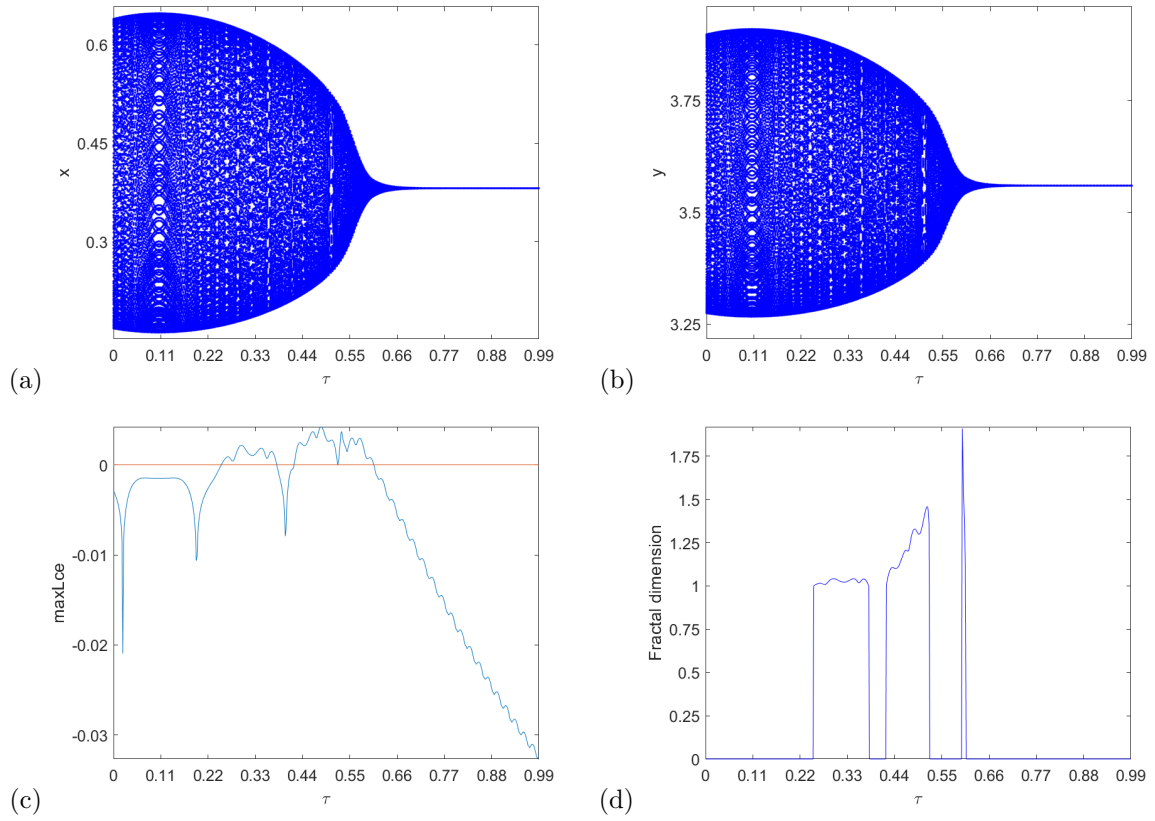 0.6
0.45
0.3
x
0 0.11 0.22 0.33 0.44 0.55 0.66 0.77 0.88 0.99
τ
(a)
3.75
3.5
3.25
y
0 0.11 0.22 0.33 0.44 0.55 0.66 0.77 0.88 0.99
τ
(b)
0
-0.01
-0.02
-0.03
maxLce
0 0.11 0.22 0.33 0.44 0.55 0.66 0.77 0.88 0.99
τ
(c)
1.75
1.5
1.25
1
0.75
0.5
0.25
0
Fractal dimension
0 0.11 0.22 0.33 0.44 0.55 0.66 0.77 0.88 0.99
τ
(d)